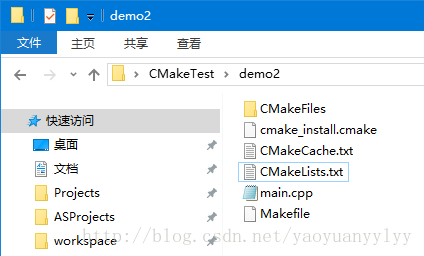 demo2
文件 主页 共享 查看
CMakeTest > demo2
快速访问
桌面
文档
Projects
ASProjects
workspace
CMakeFiles
cmake_install.cmake
CMakeCache.txt
CMakeLists.txt
main.cpp
Makefile
http://blog.csdn.net/yaoyuanyylyy